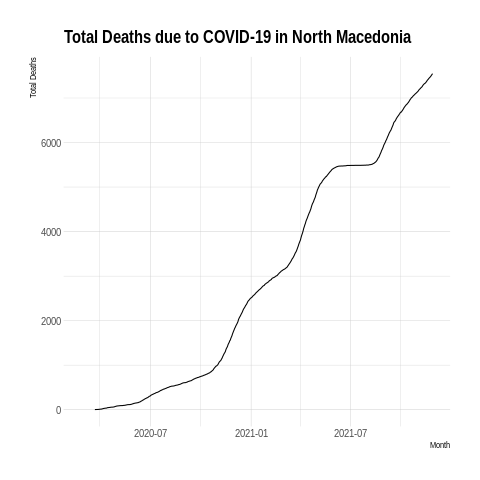 Total Deaths due to COVID-19 in North Macedonia
Total Deaths
6000
4000
2000
0
2020-07 2021-01 2021-07
Month